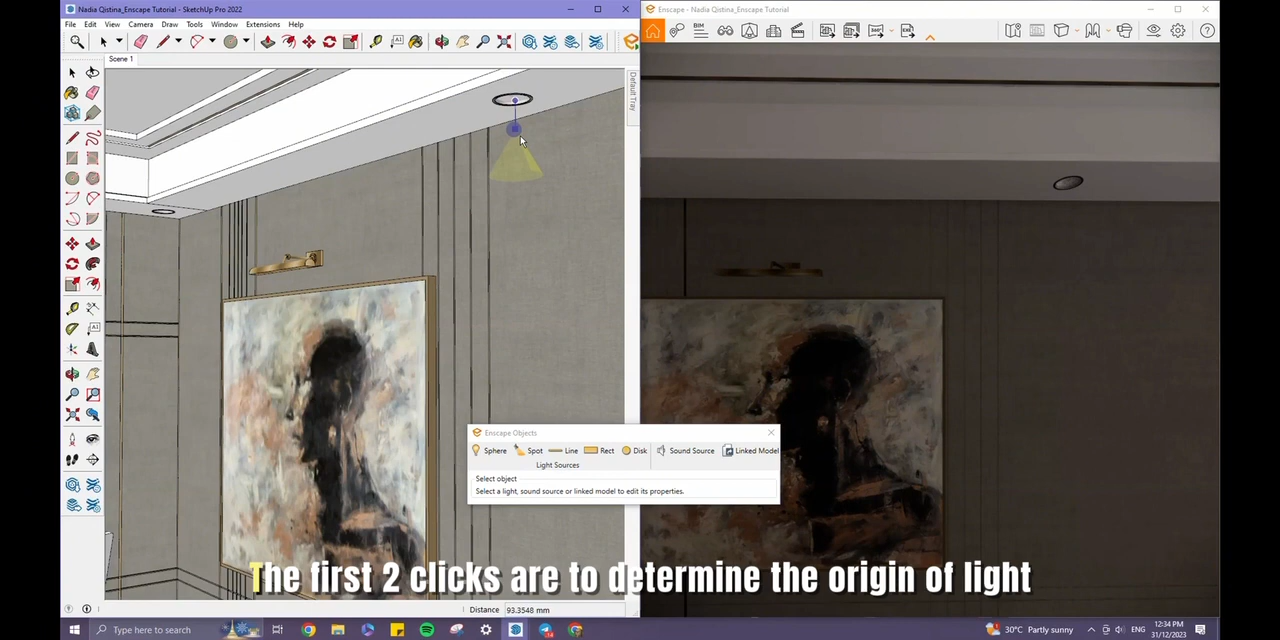 Nadia Qistina_Enscape Tutorial - SketchUp Pro 2022
File Edit View Camera Draw Tools Window Extensions Help
Scene 1
Default Tray
Enscape - Nadia Qistina_Enscape Tutorial
BIM
Enscape Objects
Sphere Spot Line Rect Disk Sound Source Linked Model
Light Sources
Select object
Select a light, sound source or linked model to edit its properties.
The first 2 clicks are to determine the origin of light
Distance 93.3548 mm
Type here to search
30°C Partly sunny
ENG
12:34 PM
31/12/2023